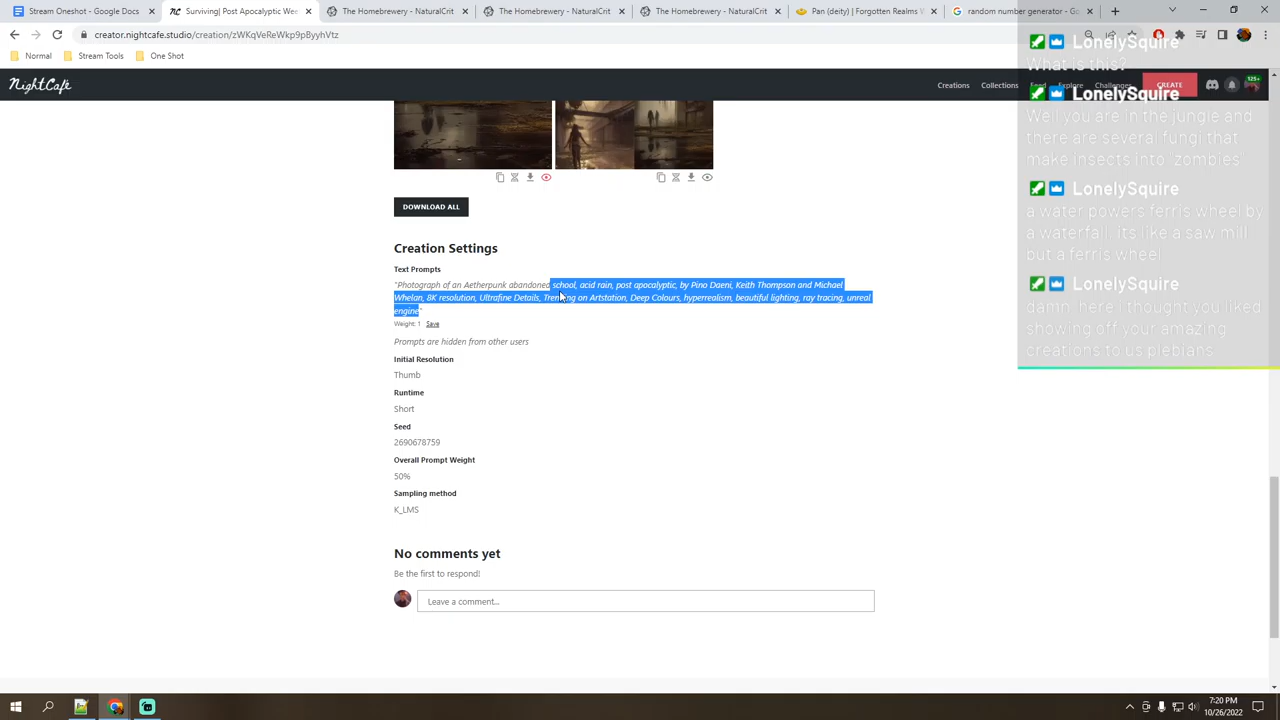 Steam Oneshot - Google Docs
Surviving| Post Apocalyptic We
The Homebrewery - NaturalCrit
The Homebrewery - NaturalCrit
The Homebrewery - NaturalCrit
Pan (deity) | Forgotten Realms W
random number generator - Go
creator.nightcafe.studio/creation/zWKqVeReWkp9p8yyhVtz
Normal
Stream Tools
One Shot
NightCafe
Creations
Collections
Feed
Explore
Challenges
CREATE
125+
LonelySquire
What is this?
LonelySquire
Well you are in the jungle and
there are several fungi that
make insects into 'zombies'
LonelySquire
a water powers ferris wheel by
a waterfall, its like a saw mill
but a ferris wheel
LonelySquire
damn, here I thought you liked
showing off your amazing
creations to us plebians
DOWNLOAD ALL
Creation Settings
Text Prompts
"Photograph of an Aetherpunk abandoned school, acid rain, post apocalyptic, by Pino Daeni, Keith Thompson and Michael
Whelan, 8K resolution, Ultrafine Details, Trending on Artstation, Deep Colours, hyperrealism, beautiful lighting, ray tracing, unreal
engine"
Weight: 1 Save
Prompts are hidden from other users
Initial Resolution
Thumb
Runtime
Short
Seed
2690678759
Overall Prompt Weight
50%
Sampling method
K_LMS
No comments yet
Be the first to respond!
Leave a comment...
7:20 PM
10/26/2022